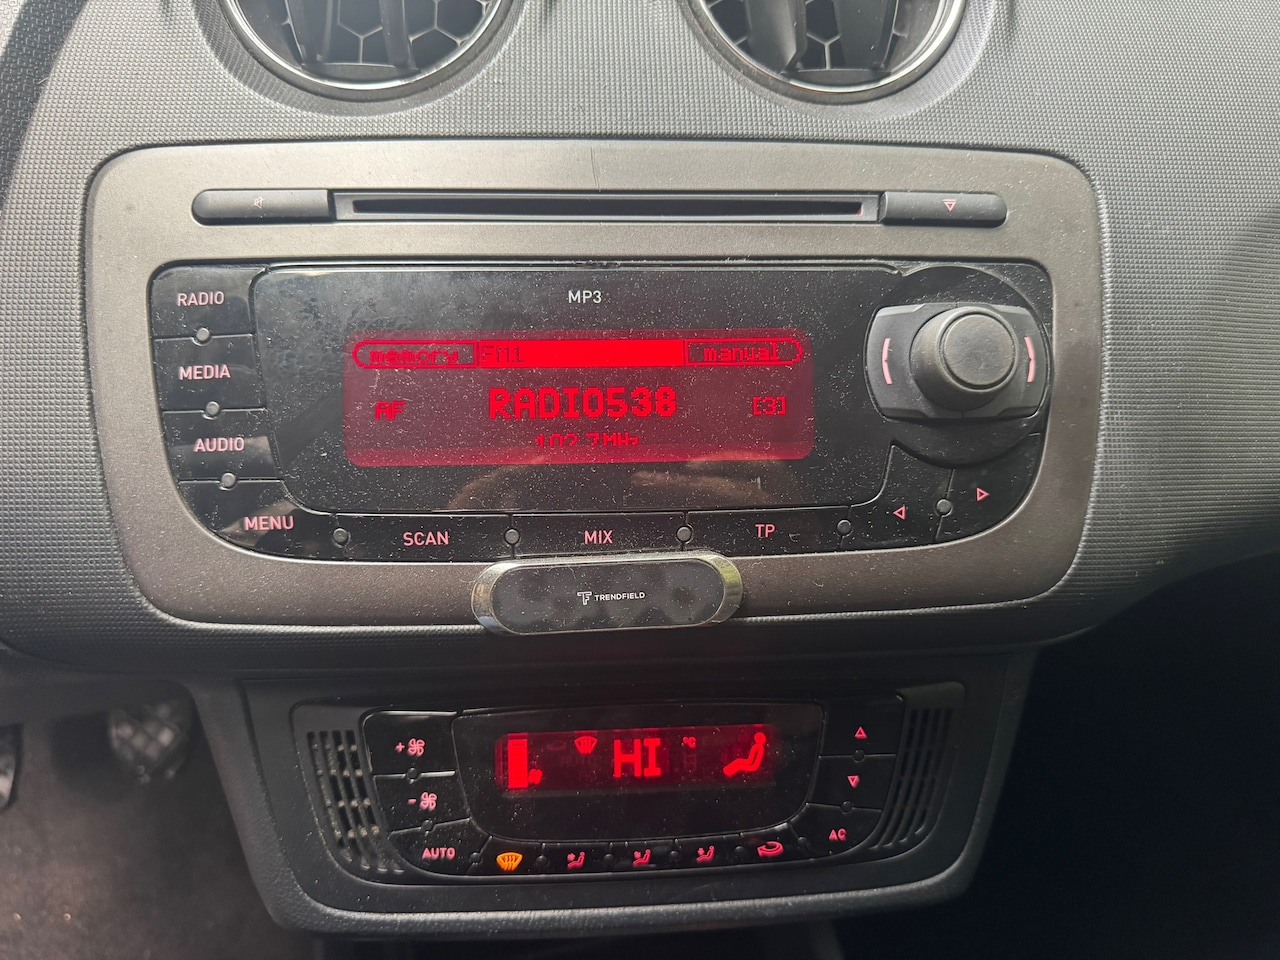 MP3
RADIO
memory FM1 manual
MEDIA
AF RADIO538 [3]
102.7MHz
AUDIO
MENU
SCAN
MIX
TP
TRENDFIELD
HI °C
+
-
AUTO
AC